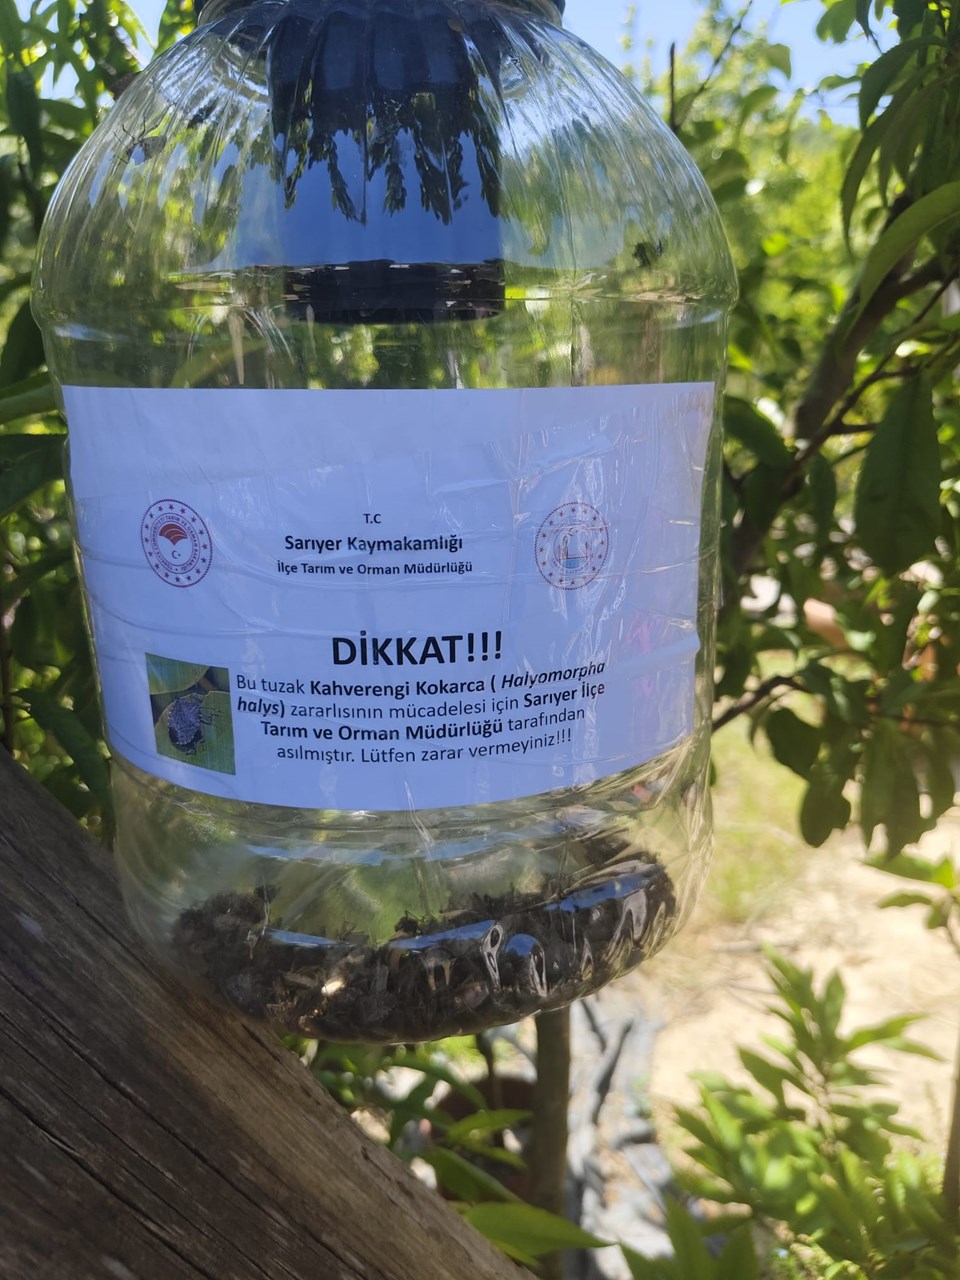 T.C
Sarıyer Kaymakamlığı
İlçe Tarım ve Orman Müdürlüğü
DİKKAT!!!
Bu tuzak Kahverengi Kokarca ( Halyomorpha
halys) zararlısının mücadelesi için Sarıyer İlçe
Tarım ve Orman Müdürlüğü tarafından
asılmıştır. Lütfen zarar vermeyiniz!!!